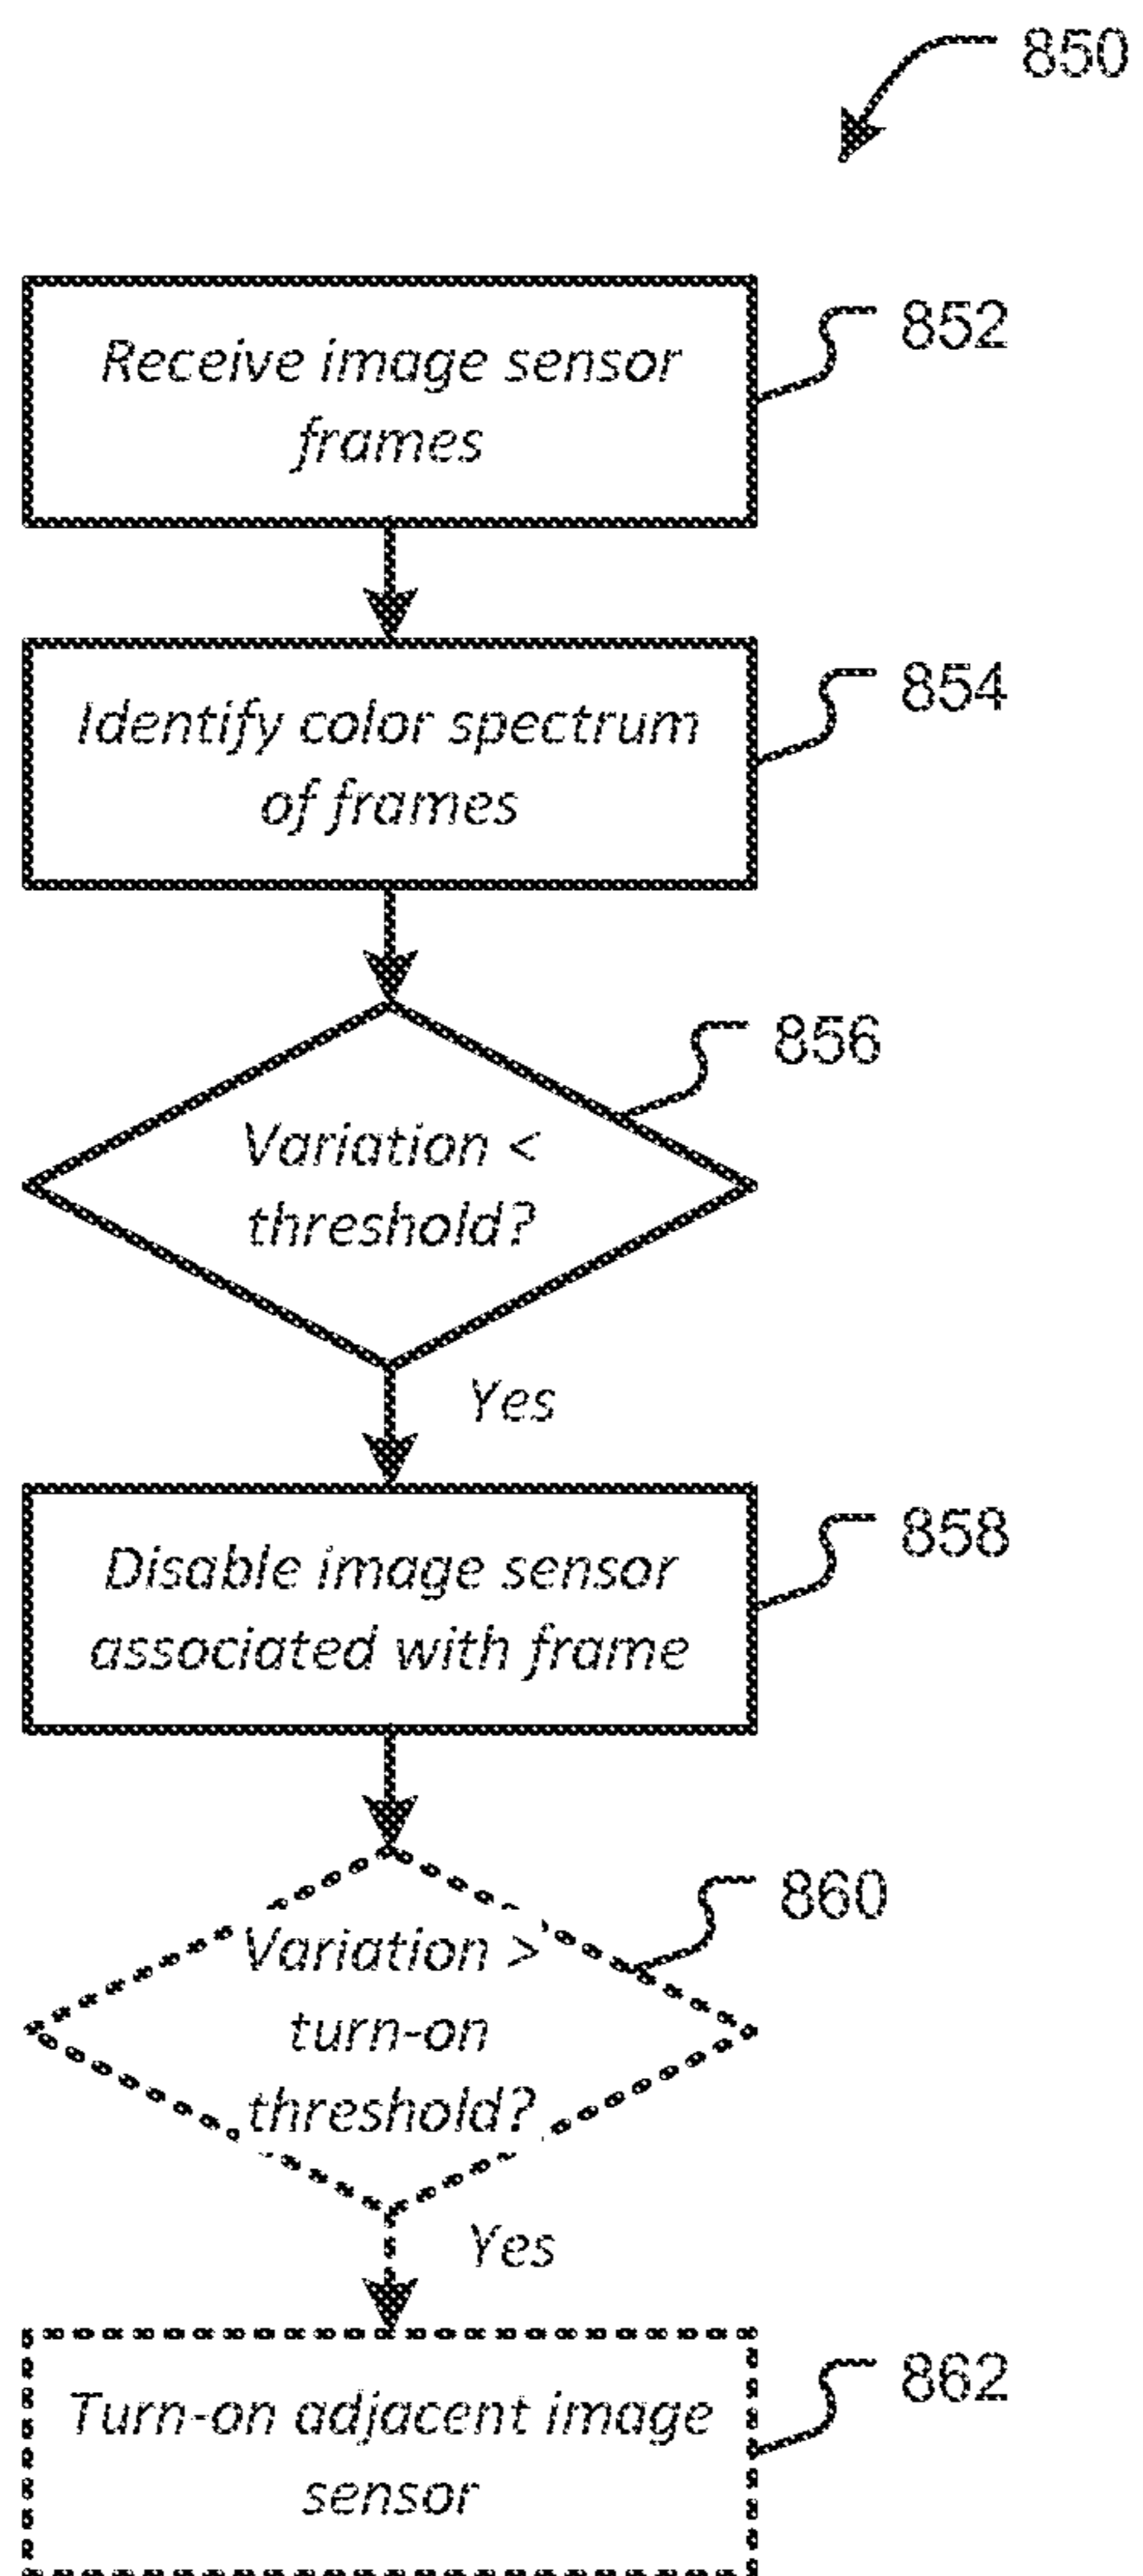 850
Receive image sensor
frames
852
Identify color spectrum
of frames
854
Variation <
threshold?
856
Yes
Disable image sensor
associated with frame
858
Variation >
turn-on
threshold?
860
Yes
Turn-on adjacent image
sensor
862